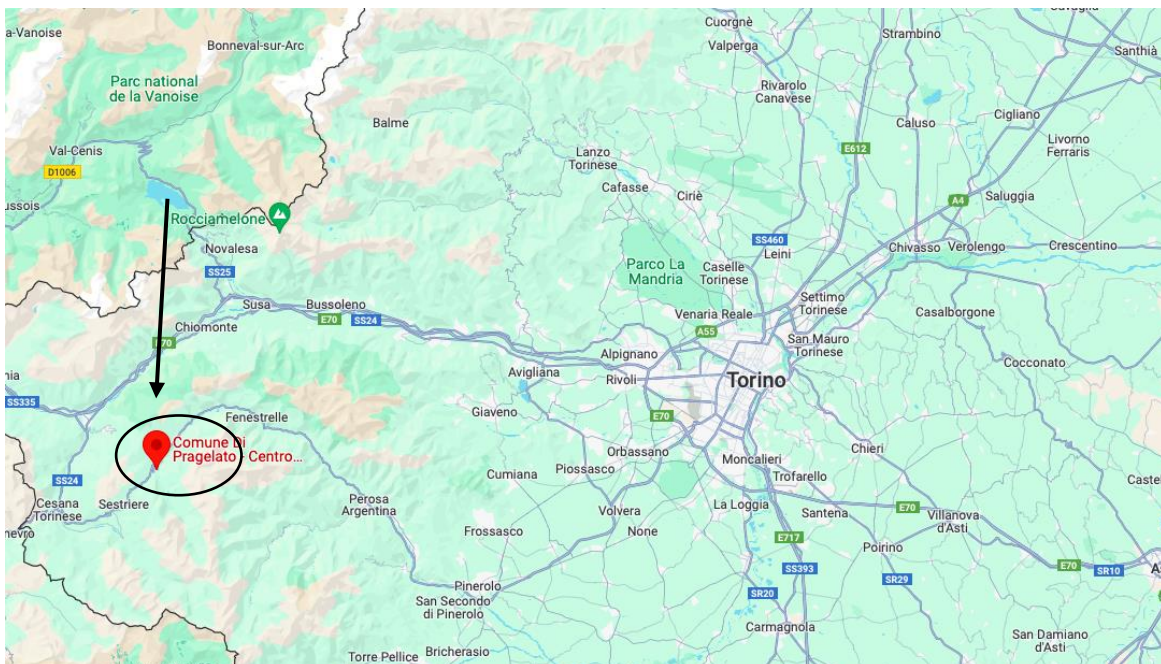 Cuorgnè
Strambino
a-Vanoise
Bonneval-sur-Arc
Valperga
Santhià
Parc national
de la Vanoise
Rivarolo
Canavese
Balme
Cigliano
Caluso
Livorno
Ferraris
E612
Val-Cenis
D1006
Lanzo
Torinese
Cafasse
Ciriè
Saluggia
A4
ussois
Rocciamelone
SS460
Leini
Chivasso
Verolengo
Crescentino
Novalesa
SS25
Parco La
Mandria
Caselle
Torinese
Settimo
Torinese
Susa
Bussoleno
E70
SS24
Venaria Reale
Casalborgone
Chiomonte
E70
A55
San Mauro
Torinese
Alpignano
Cocconato
nia
Avigliana
Rivoli
Torino
SS335
Giaveno
E70
Fenestrelle
Comune Di
Pragelato - Centro...
Orbassano
Chieri
Moncalieri
SS24
Cumiana
Piossasco
Trofarello
Castel
Cesana
Torinese
Sestriere
Perosa
Argentina
Volvera
La Loggia
Santena
E70
Villanova
d'Asti
nevro
Frossasco
None
E717
Poirino
E70
SR10
A
SS393
SR29
Pinerolo
SR20
San Secondo
di Pinerolo
Carmagnola
San Damiano
d'Asti
Torre Pellice
Bricherasio